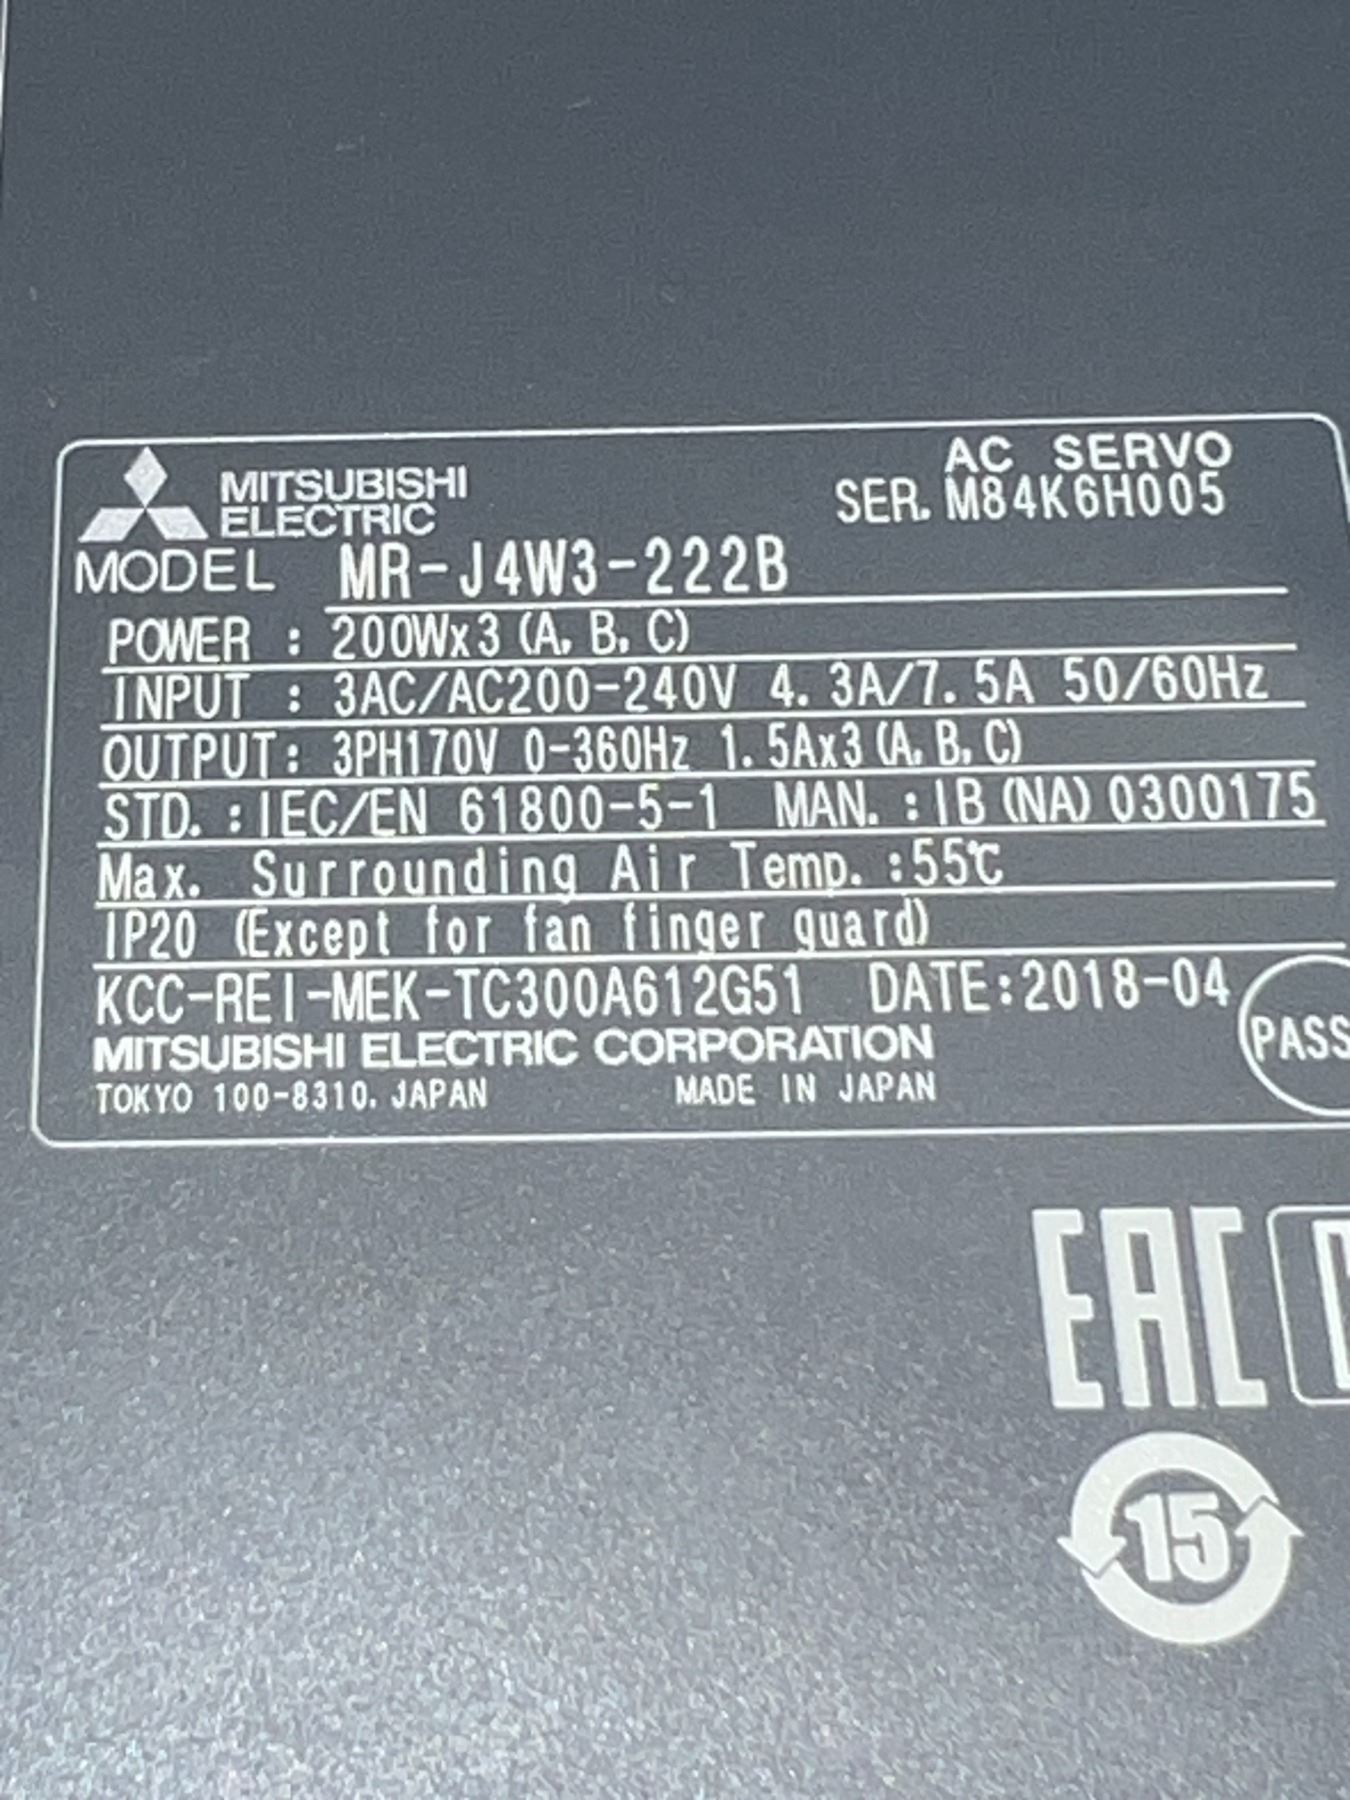 MITSUBISHI
ELECTRIC
AC SERVO
SER. M84K6H005
MODEL MR-J4W3-222B
POWER : 200Wx3 (A, B, C)
INPUT : 3AC/AC200-240V 4.3A/7.5A 50/60Hz
OUTPUT: 3PH170V 0-360Hz 1.5Ax3 (A, B, C)
STD. : IEC/EN 61800-5-1 MAN. : IB (NA) 0300175
Max. Surrounding Air Temp. :55℃
IP20 (Except for fan finger guard)
KCC-REI-MEK-TC300A612G51 DATE:2018-04
PASS
MITSUBISHI ELECTRIC CORPORATION
TOKYO 100-8310, JAPAN MADE IN JAPAN
EAC
15